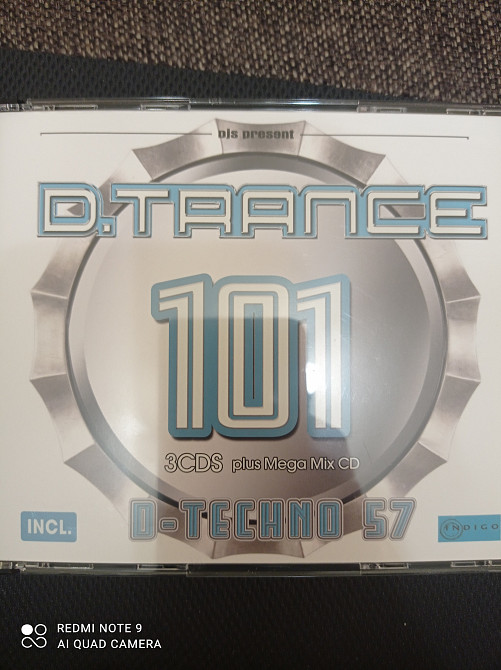 DJS present
D.TRANCE
101
3CDS plus Mega Mix CD
INCL.
D-TECHNO 57
INDIGO
REDMI NOTE 9
AI QUAD CAMERA